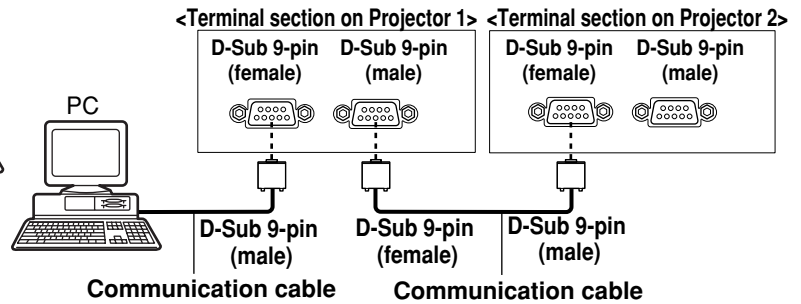 <Terminal section on Projector 1> <Terminal section on Projector 2>
D-Sub 9-pin D-Sub 9-pin D-Sub 9-pin D-Sub 9-pin
(female) (male) (female) (male)
PC
D-Sub 9-pin D-Sub 9-pin D-Sub 9-pin
(male) (female) (male)
Communication cable Communication cable